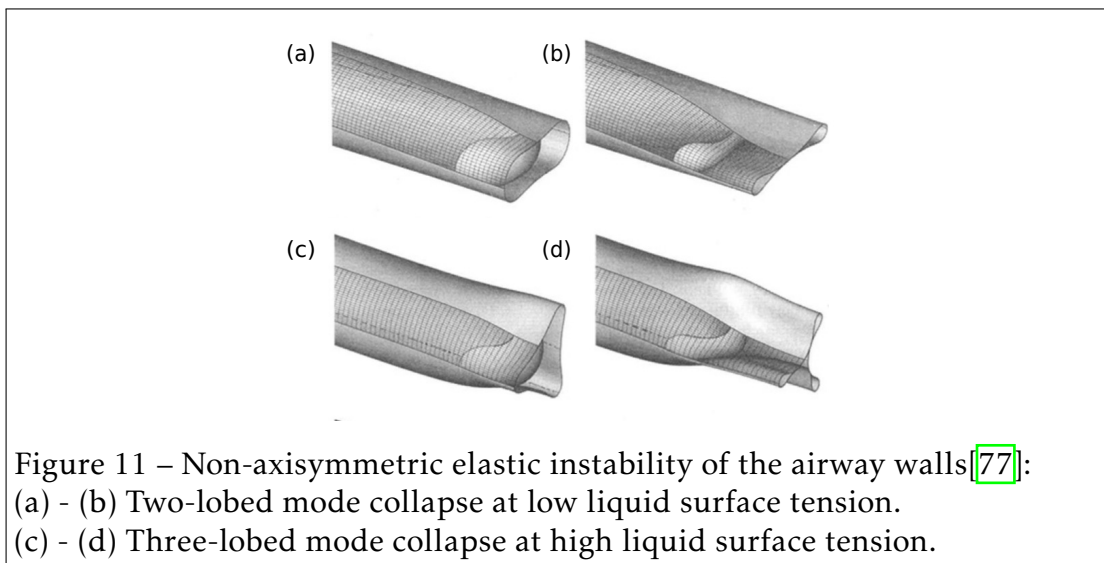 (a) (b)
(c) (d)
Figure 11 – Non-axisymmetric elastic instability of the airway walls[77]:
(a) - (b) Two-lobed mode collapse at low liquid surface tension.
(c) - (d) Three-lobed mode collapse at high liquid surface tension.